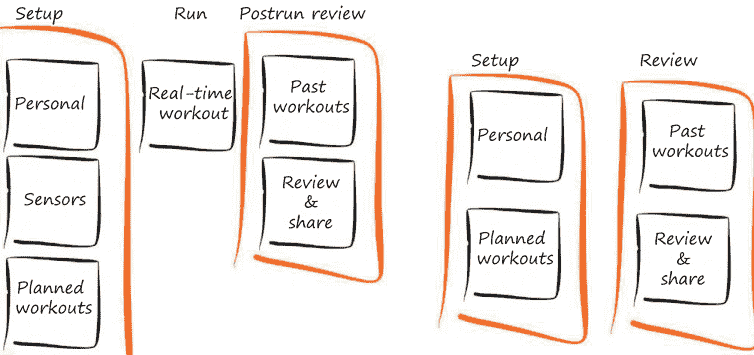 Setup
Run
Postrun review
Personal
Sensors
Planned
workouts
Real-time
workout
Past
workouts
Review
&
share
Setup
Personal
Planned
workouts
Review
Past
workouts
Review
&
share